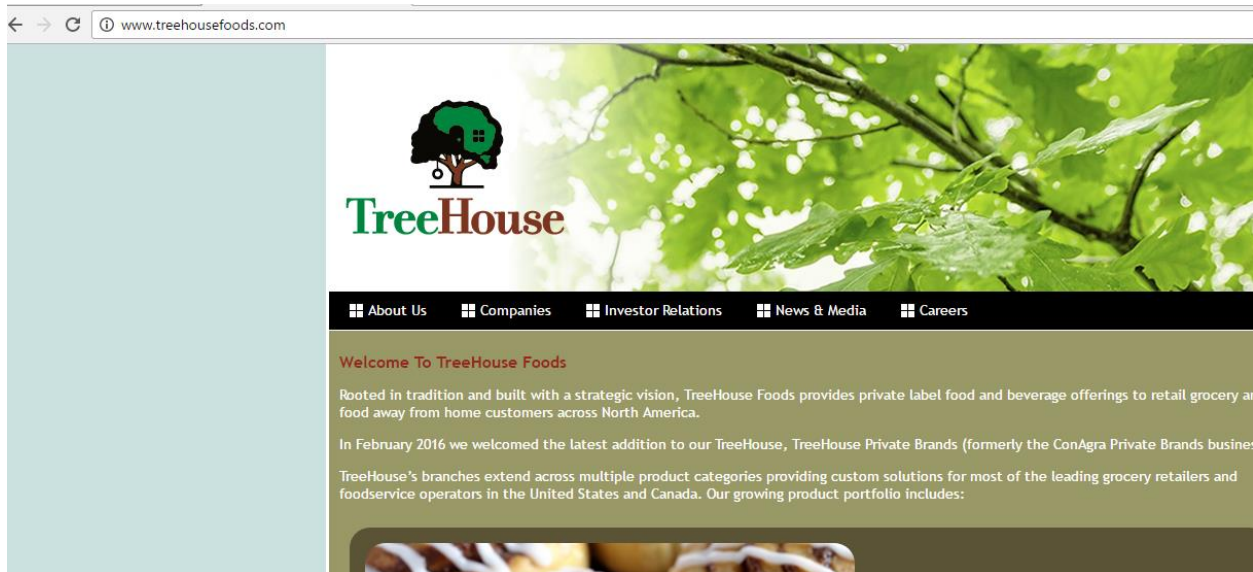 www.treehousefoods.com
TreeHouse
About Us Companies Investor Relations News & Media Careers
Welcome To TreeHouse Foods
Rooted in tradition and built with a strategic vision, TreeHouse Foods provides private label food and beverage offerings to retail grocery
food away from home customers across North America.
In February 2016 we welcomed the latest addition to our TreeHouse, TreeHouse Private Brands (formerly the ConAgra Private Brands
TreeHouse's branches extend across multiple product categories providing custom solutions for most of the leading grocery retailers and
foodservice operators in the United States and Canada. Our growing product portfolio includes: